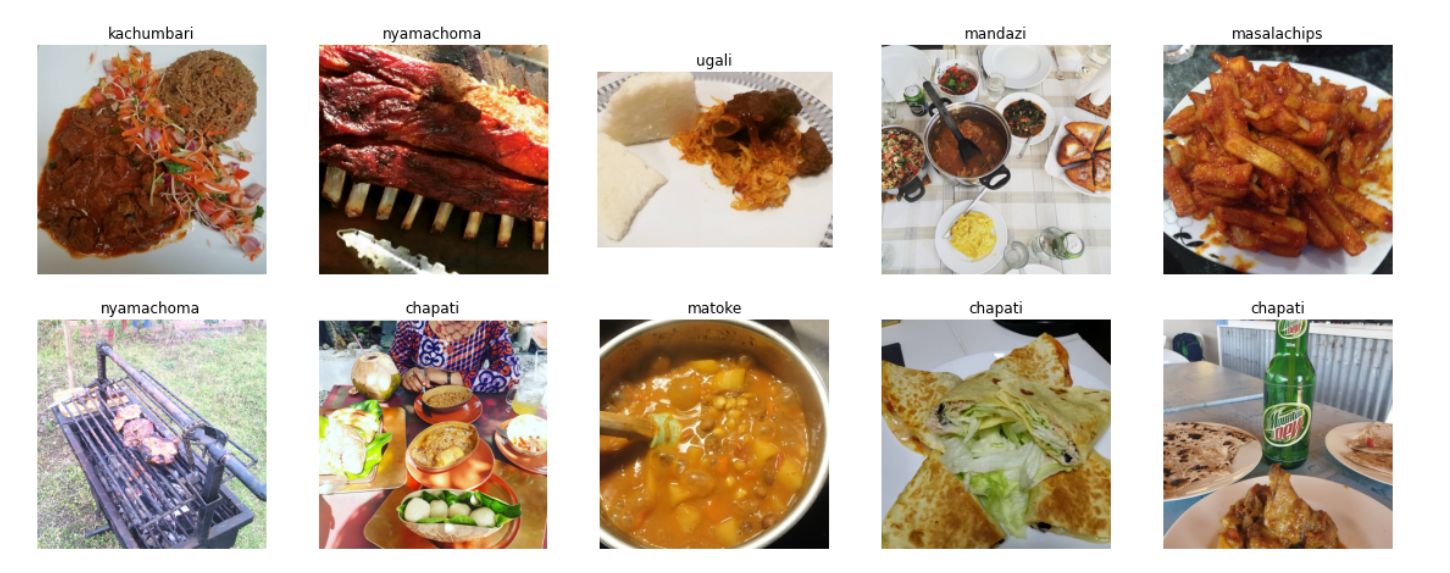 kachumbari
nyamachoma
ugali
mandazi
masalachips
nyamachoma
chapati
matoke
chapati
chapati
Mountain
Dew